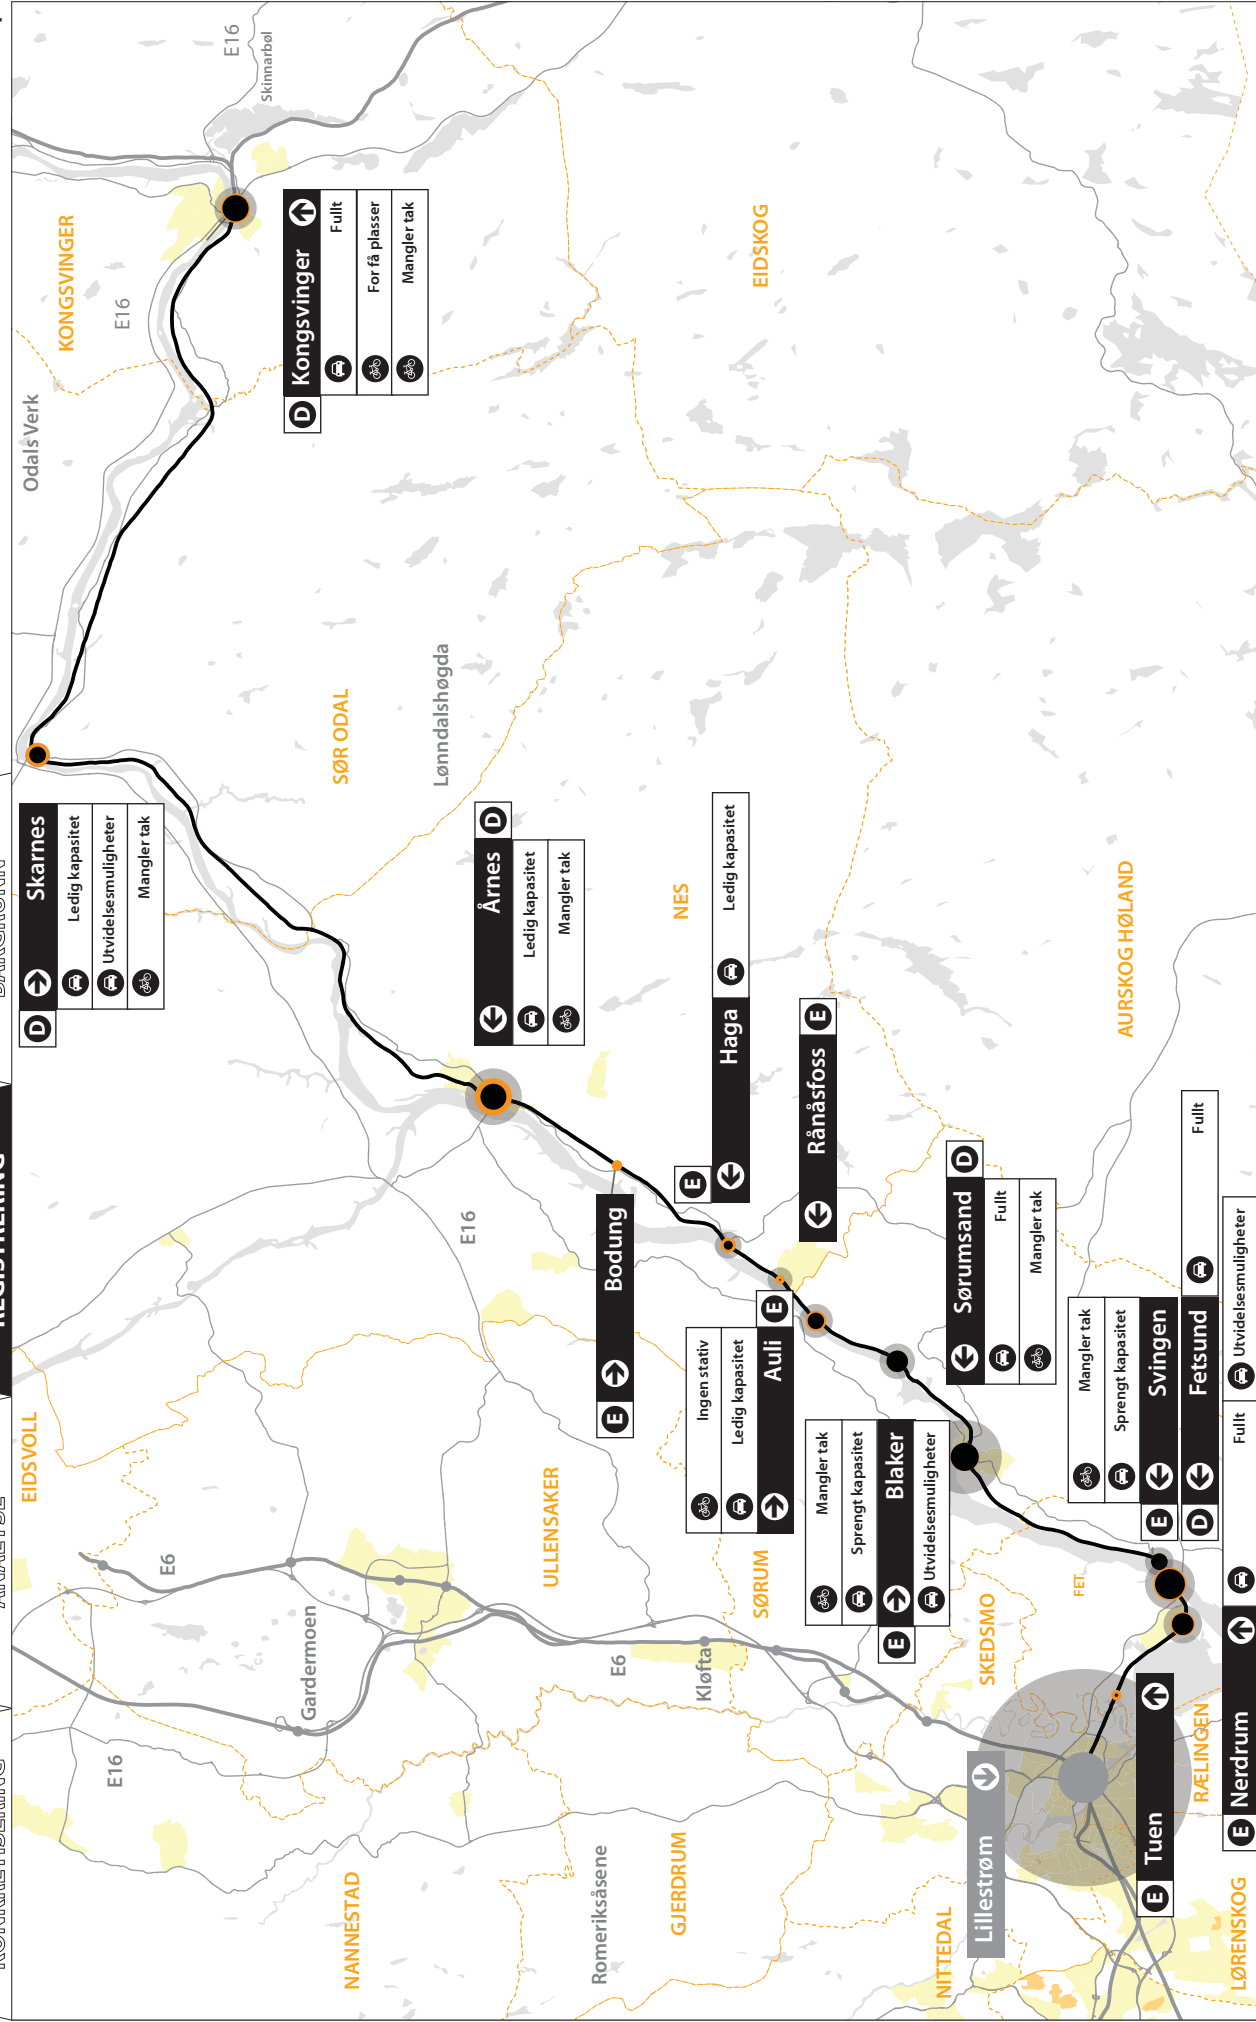 EIDSVOLL
Odals Verk
Skarnes
D
Ledig kapasitet
Utvidelsesmuligheter
Mangler tak
KONGSVINGER
E16
E16
E6
E16
Skinnarbøl
Gardermoen
D Kongsvinger
Fullt
For få plasser
Mangler tak
NANNESTAD
SØR ODAL
Lønndalshøgda
E16
Årnes D
Ledig kapasitet
Mangler tak
ULLENSAKER
Romeriksåsene
E6
E Bodung
GJERDRUM
Kløfta
NES
E
Haga
Ledig kapasitet
Ingen stativ
Ledig kapasitet
Auli
E
SØRUM
EIDSKOG
Rånåsfoss E
Mangler tak
Sprengt kapasitet
Blaker
E
Utvidelsesmuligheter
NITTEDAL
Lillestrøm
SKEDSMO
Sørumsand D
Fullt
Mangler tak
FET
Mangler tak
Sprengt kapasitet
E Svingen
AURSKOG HØLAND
E Tuen
D Fetsund
Fullt
RÆLINGEN
LØRENSKOG
E Nerdrum
Fullt
Utvidelsesmuligheter